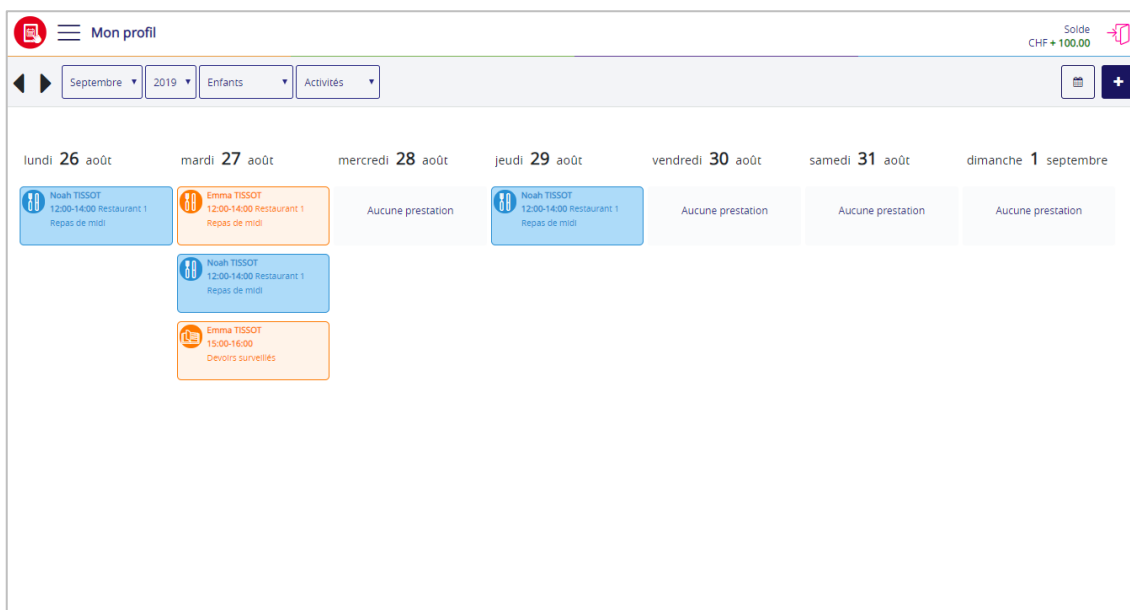 Mon profil
Solde
CHF + 100.00
Septembre
2019
Enfants
Activités
lundi 26 août
mardi 27 août
mercredi 28 août
jeudi 29 août
vendredi 30 août
samedi 31 août
dimanche 1 septembre
Noah TISSOT
12:00-14:00 Restaurant 1
Repas de midi
Emma TISSOT
12:00-14:00 Restaurant 1
Repas de midi
Aucune prestation
Noah TISSOT
12:00-14:00 Restaurant 1
Repas de midi
Aucune prestation
Aucune prestation
Aucune prestation
Noah TISSOT
12:00-14:00 Restaurant 1
Repas de midi
Emma TISSOT
15:00-16:00
Devoirs surveillés